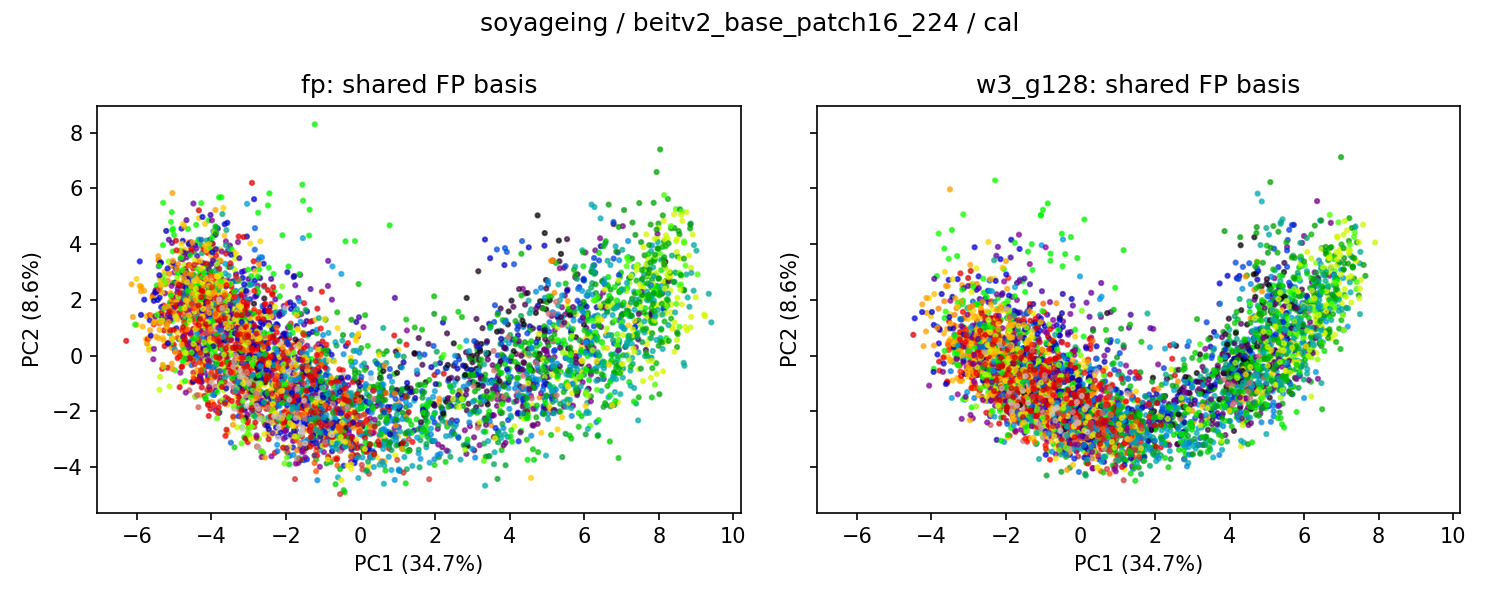 soyageing / beitv2_base_patch16_224 / cal
fp: shared FP basis
w3_g128: shared FP basis
PC2 (8.6%)
8
6
4
2
0
−2
−4
−6 −4 −2 0 2 4 6 8 10
PC1 (34.7%)
PC2 (8.6%)
−6 −4 −2 0 2 4 6 8 10
PC1 (34.7%)